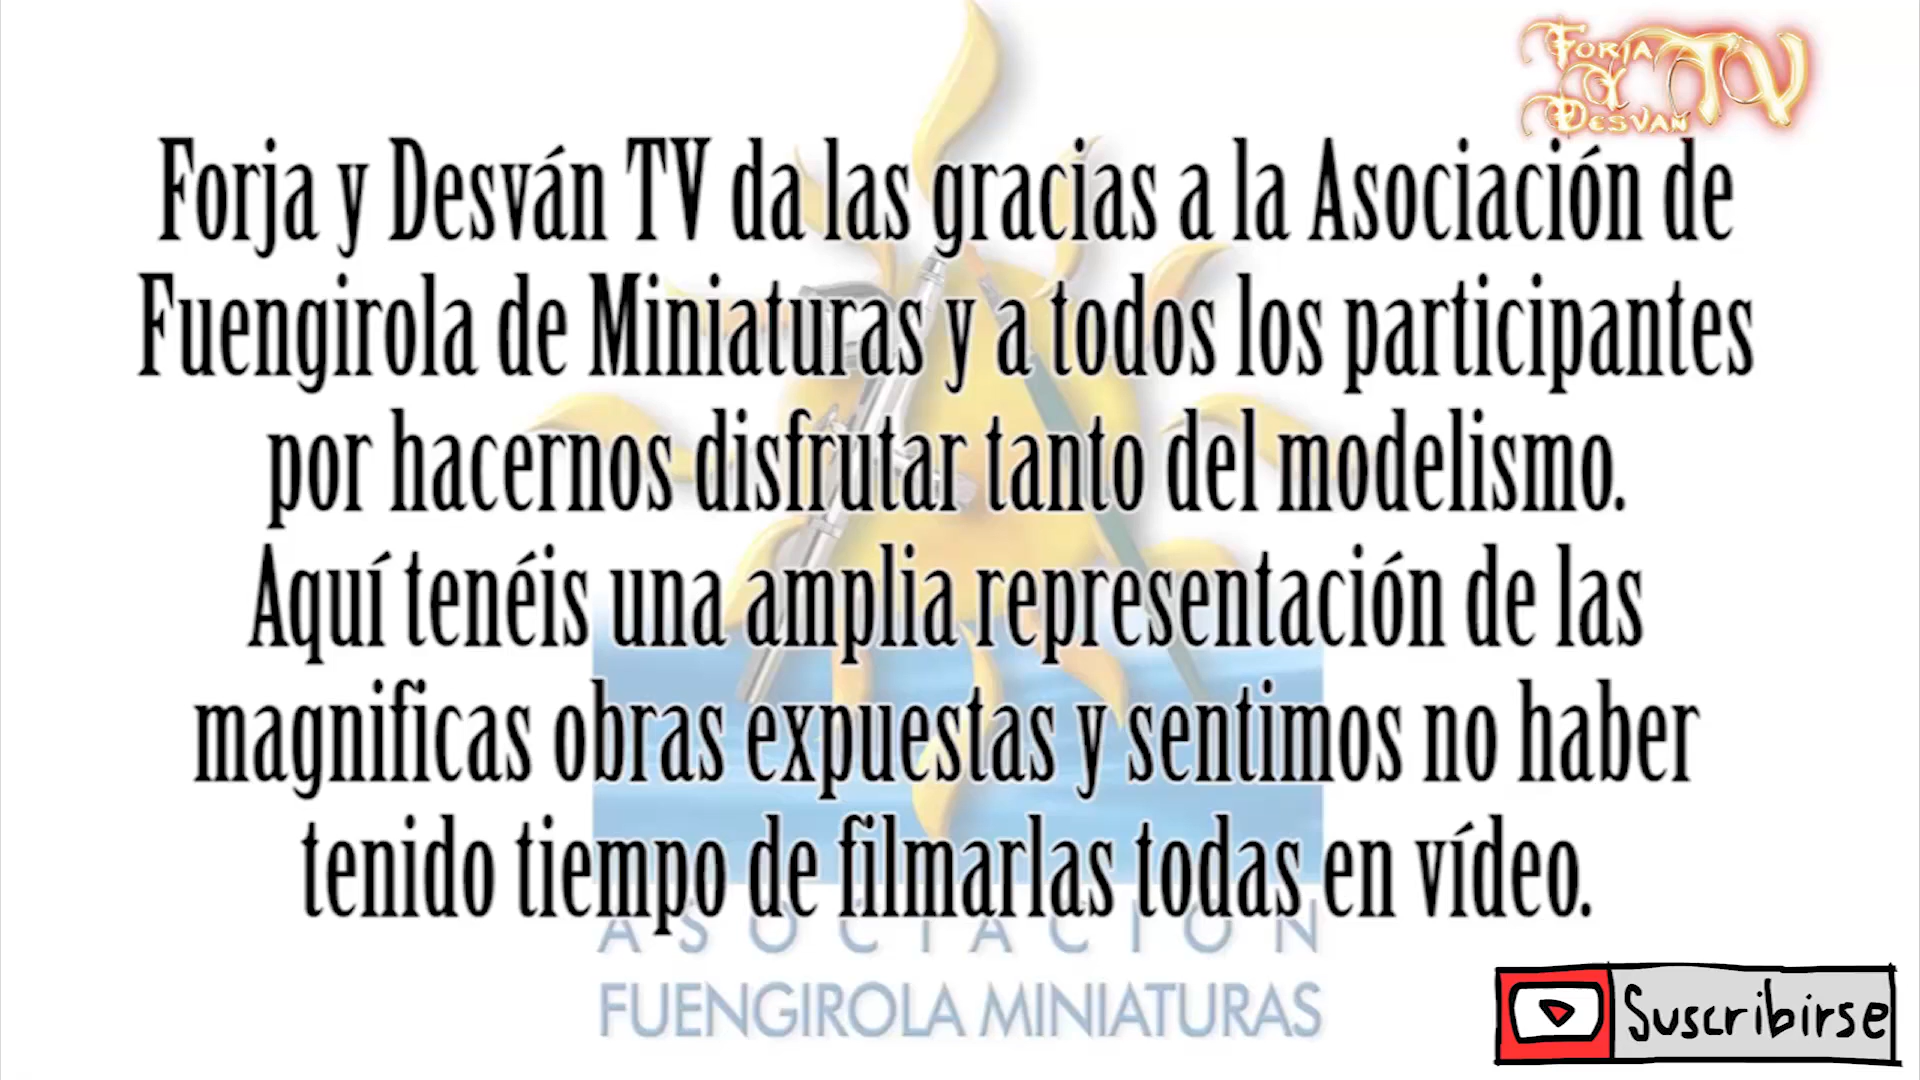 Forja
y
Desván TV
Forja y Desván TV da las gracias a la Asociación de
Fuengirola de Miniaturas y a todos los participantes
por hacernos disfrutar tanto del modelismo.
Aquí tenéis una amplia representación de las
magnificas obras expuestas y sentimos no haber
tenido tiempo de filmarlas todas en vídeo.
ASOCIACIÓN
FUENGIROLA MINIATURAS
Suscribirse